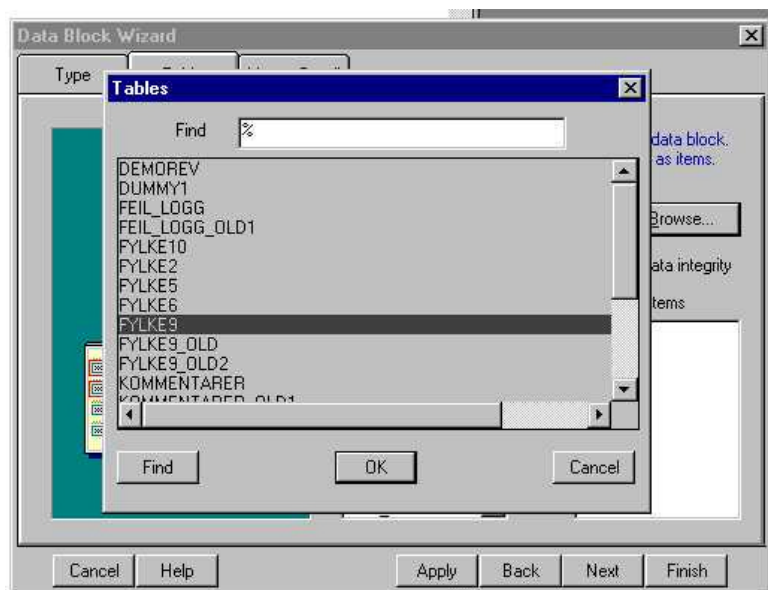 Data Block Wizard
Type
Tables
Find %
data block.
as items.
DEMOREV
DUMMY1
FEIL_LOGG
FEIL_LOGG_OLD1
FYLKE10
FYLKE2
FYLKE5
FYLKE6
FYLKE9
FYLKE9_OLD
FYLKE9_OLD2
KOMMENTARER
KOMMENTARER_OLD1
Browse...
ata integrity
tems
Find OK Cancel
Cancel Help Apply Back Next Finish